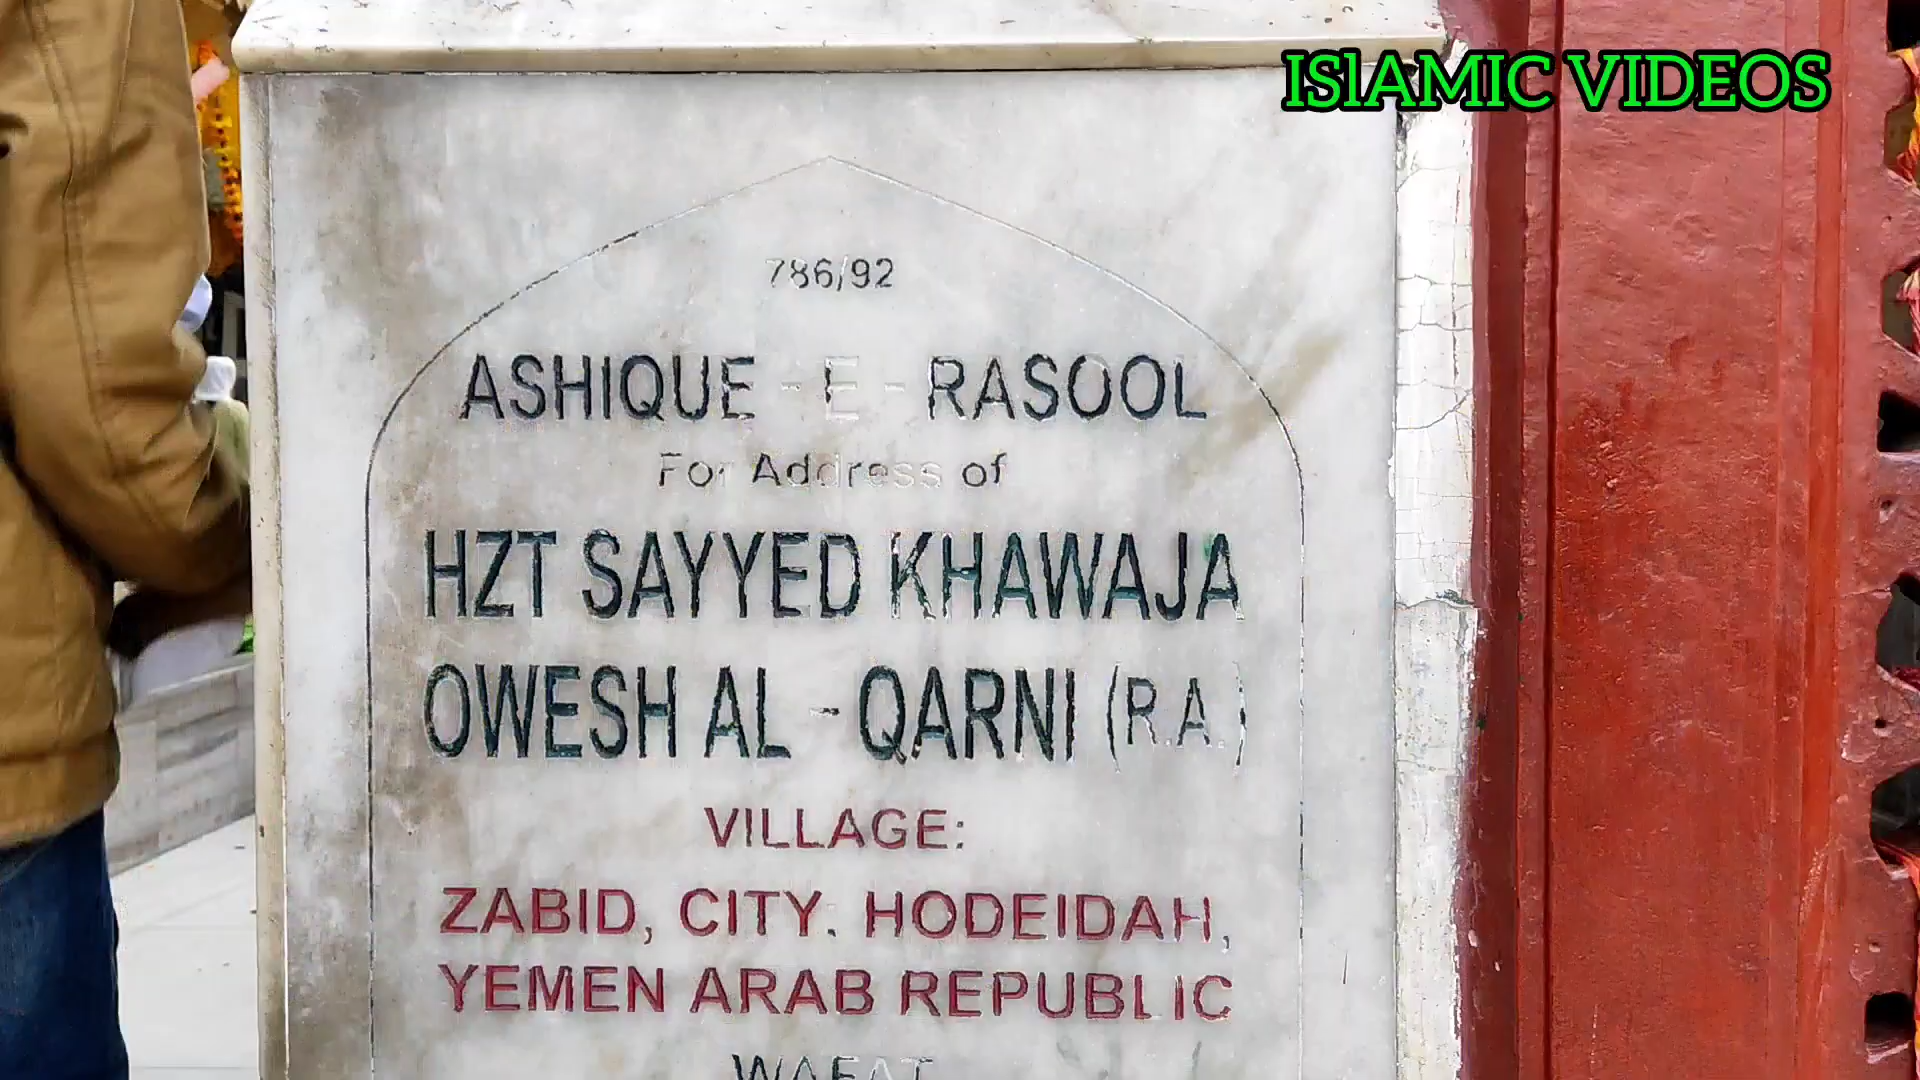 ISlAMIC VIDEOS
786/92
ASHIQUE - E - RASOOL
For Address of
HZT SAYYED KHAWAJA
OWESH AL - QARNI (R.A.)
VILLAGE:
ZABID, CITY. HODEIDAH,
YEMEN ARAB REPUBLIC
WAFAT